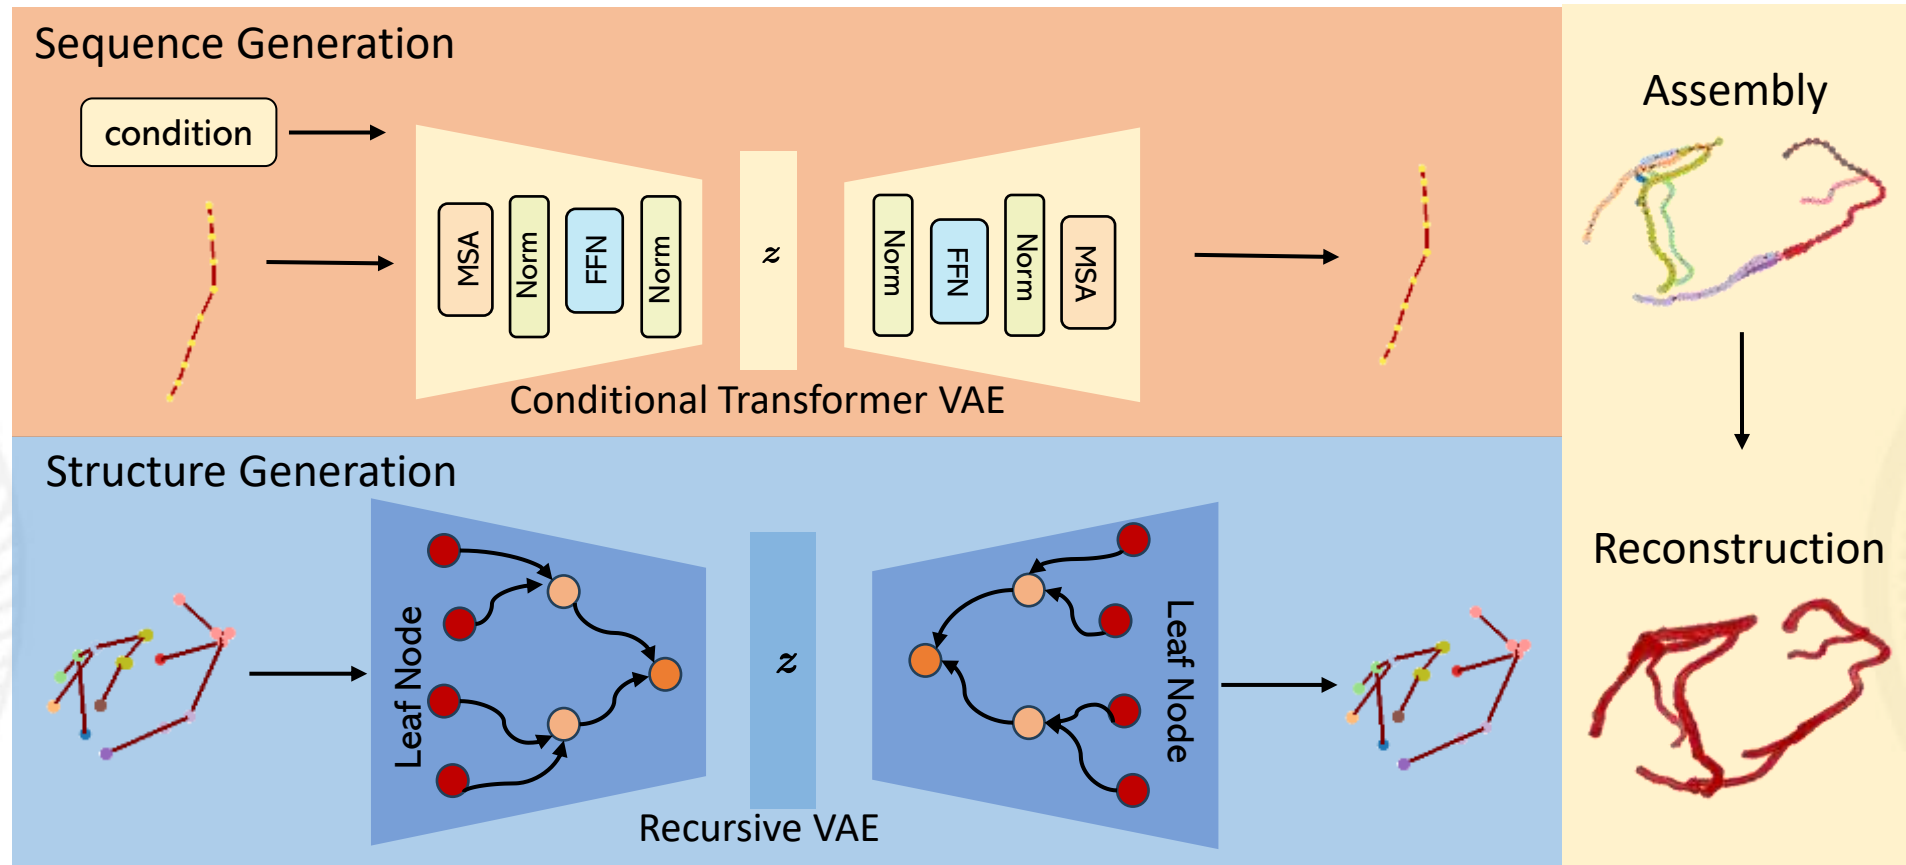 Sequence Generation
condition
MSA
Norm
FFN
Norm
z
Norm
FFN
Norm
MSA
Conditional Transformer VAE
Structure Generation
Leaf Node
z
Leaf Node
Recursive VAE
Assembly
Reconstruction